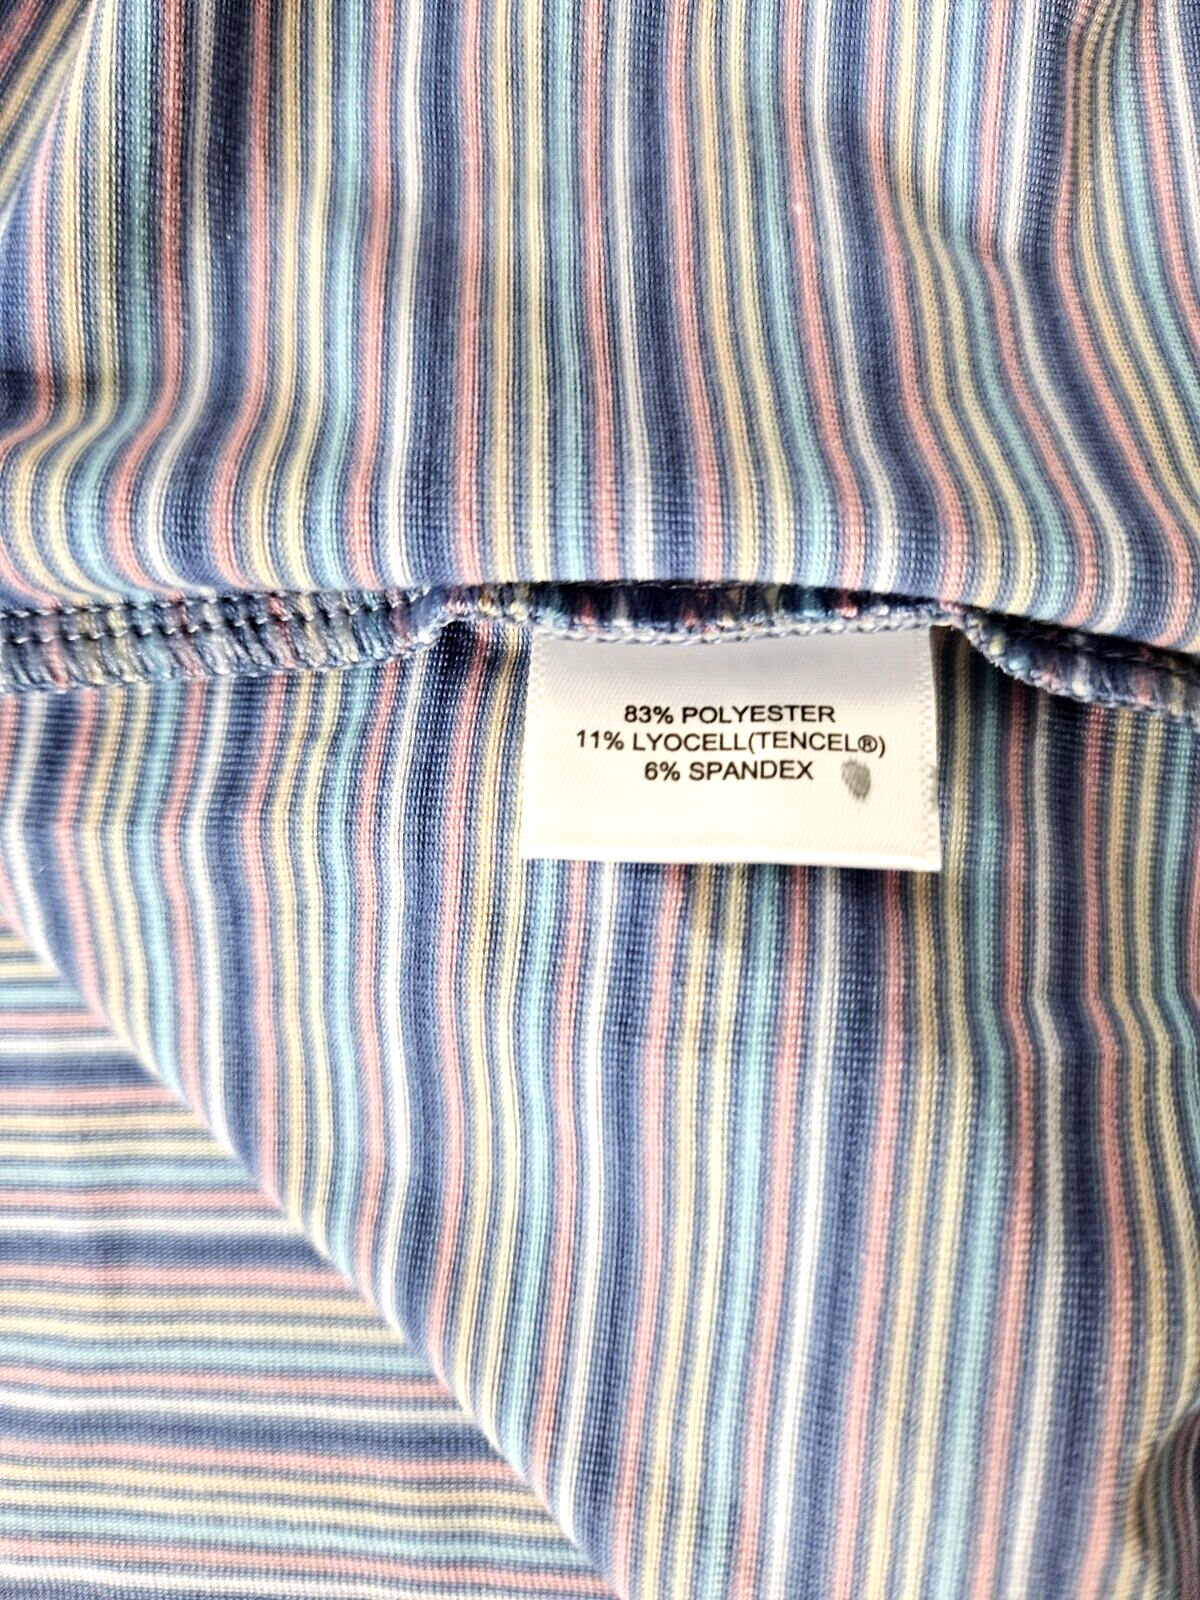 83% POLYESTER
11% LYOCELL(TENCEL®)
6% SPANDEX